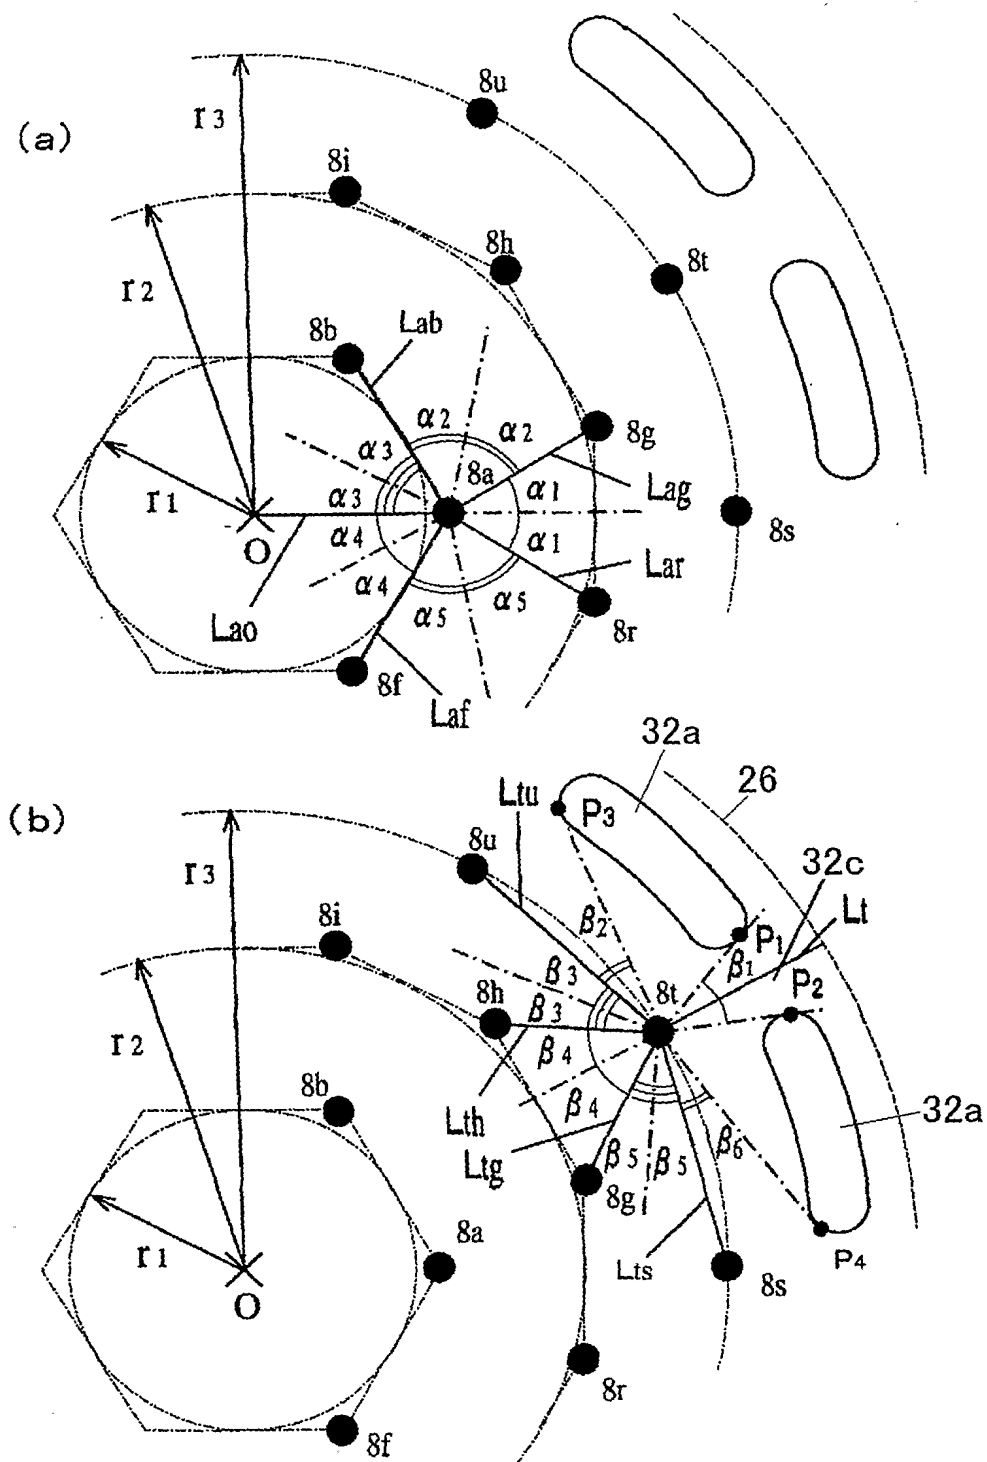 (a)
r3
8u
8i
8h
8t
r2
8b
Lab
α2
α2
8g
α3
8a
Lag
r1
α3
α1
O
α4
α1
8s
α4
α5
α5
Lar
Lao
8f
8r
Laf
(b)
32a
26
Ltu
P3
r3
8u
32c
Lt
8i
β2
P1
β3
β1
8h
8t
P2
β3
r2
β4
8b
Lth
β4
32a
Ltg
β5
β5
β6
8g
r1
8a
Lts
P4
O
8s
8r
8f